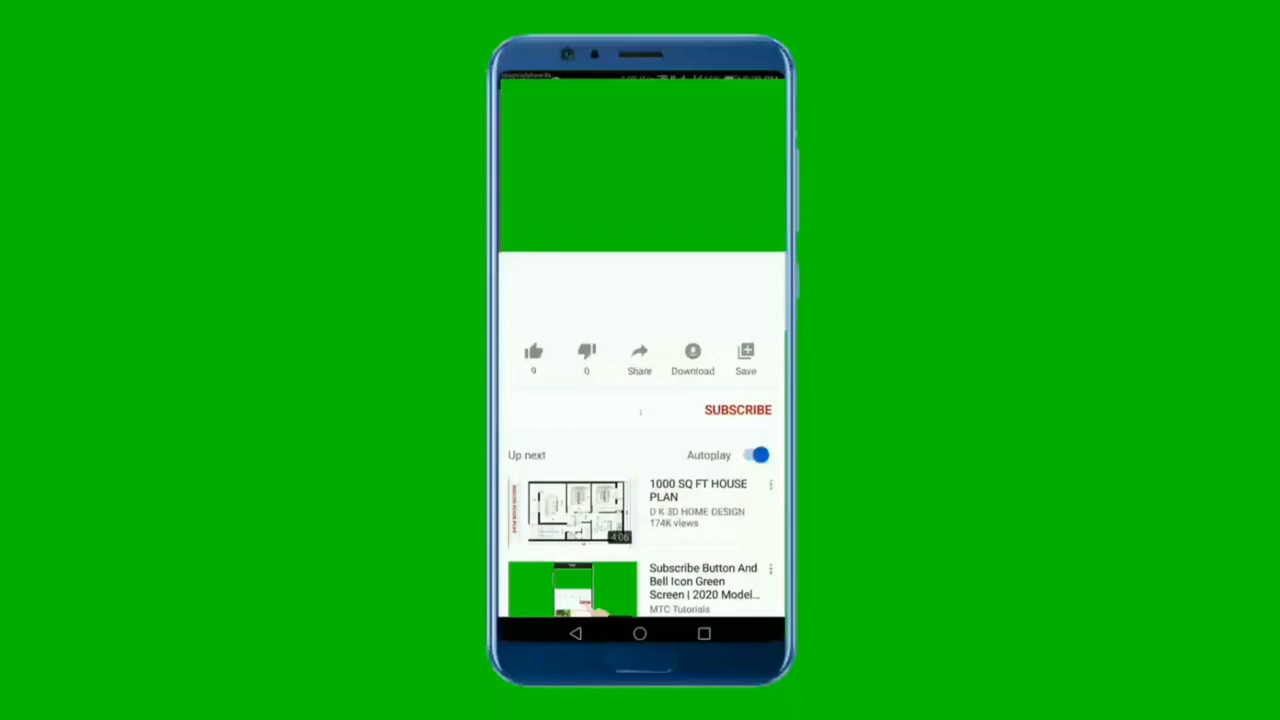 9
0
Share
Download
Save
SUBSCRIBE
Up next
Autoplay
1000 SQ FT HOUSE
PLAN
D K 3D HOME DESIGN
174K views
4:06
Subscribe Button And
Bell Icon Green
Screen | 2020 Model...
MTC Tutorials